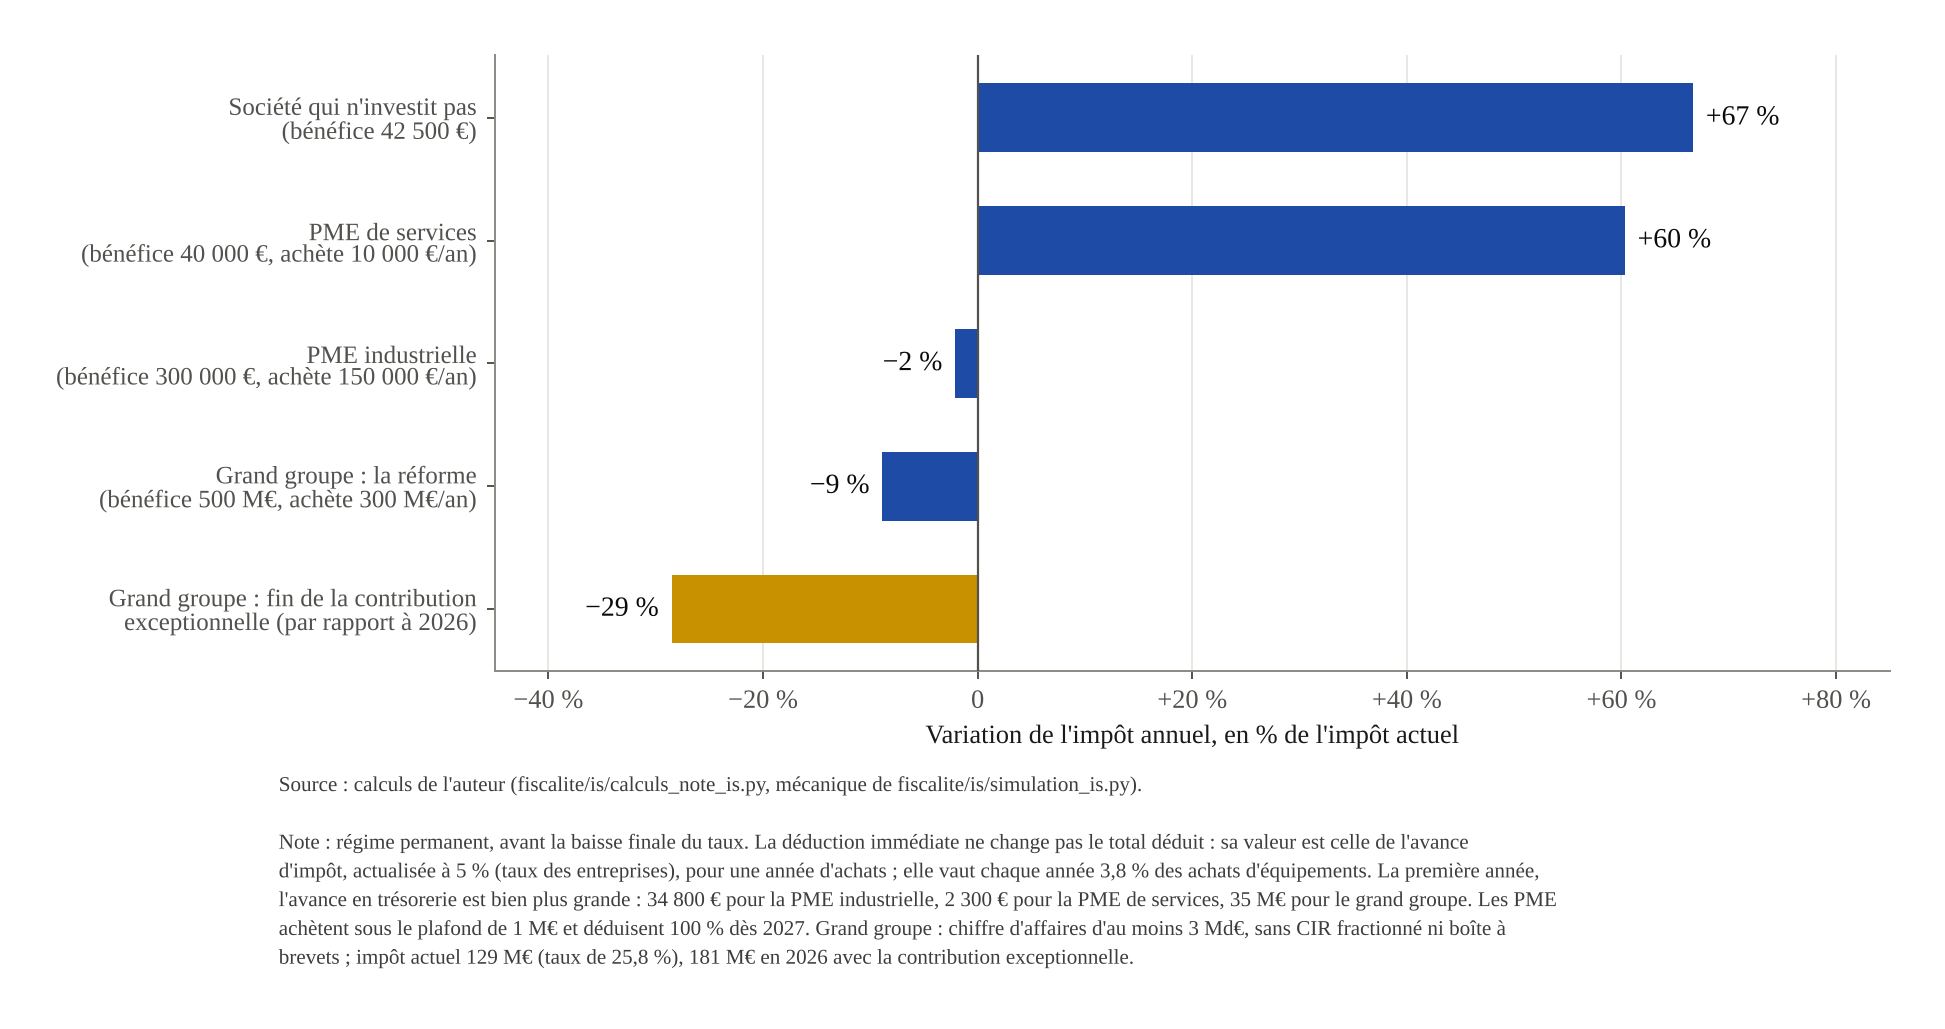 Société qui n'investit pas
(bénéfice 42 500 €)
+67 %
PME de services
(bénéfice 40 000 €, achète 10 000 €/an)
+60 %
PME industrielle
(bénéfice 300 000 €, achète 150 000 €/an)
−2 %
Grand groupe : la réforme
(bénéfice 500 M€, achète 300 M€/an)
−9 %
Grand groupe : fin de la contribution
exceptionnelle (par rapport à 2026)
−29 %
−40 % −20 % 0 +20 % +40 % +60 % +80 %
Variation de l'impôt annuel, en % de l'impôt actuel
Source : calculs de l'auteur (fiscalite/is/calculs_note_is.py, mécanique de fiscalite/is/simulation_is.py).
Note : régime permanent, avant la baisse finale du taux. La déduction immédiate ne change pas le total déduit : sa valeur est celle de l'avance
d'impôt, actualisée à 5 % (taux des entreprises), pour une année d'achats ; elle vaut chaque année 3,8 % des achats d'équipements. La première année,
l'avance en trésorerie est bien plus grande : 34 800 € pour la PME industrielle, 2 300 € pour la PME de services, 35 M€ pour le grand groupe. Les PME
achètent sous le plafond de 1 M€ et déduisent 100 % dès 2027. Grand groupe : chiffre d'affaires d'au moins 3 Md€, sans CIR fractionné ni boîte à
brevets ; impôt actuel 129 M€ (taux de 25,8 %), 181 M€ en 2026 avec la contribution exceptionnelle.